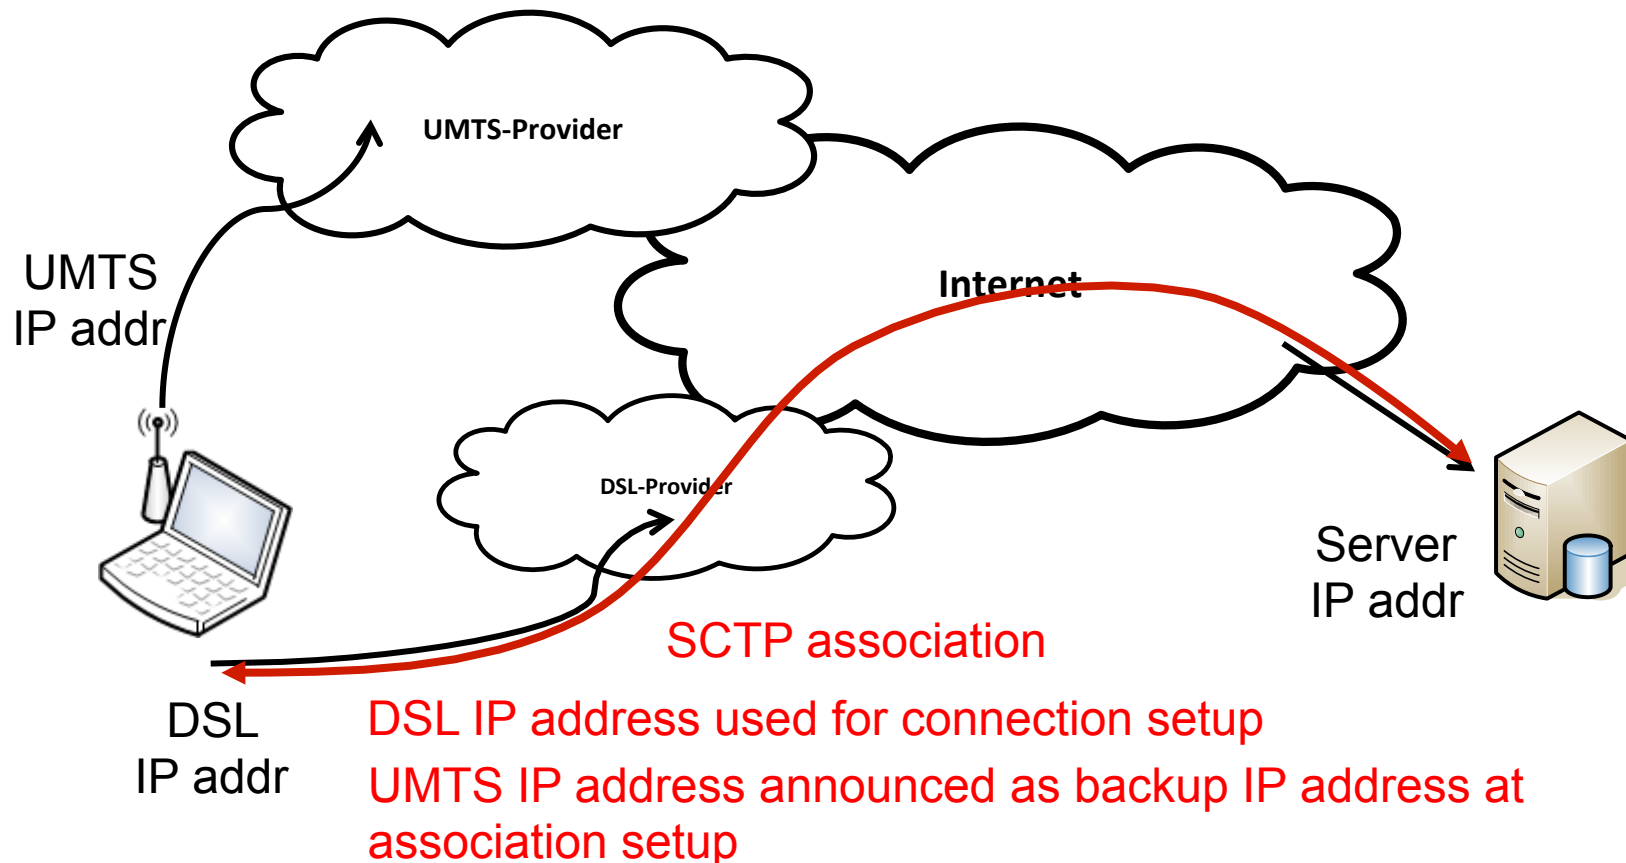 UMTS-Provider
UMTS
IP addr
Internet
DSL-Provider
Server
IP addr
SCTP association
DSL
IP addr
DSL IP address used for connection setup
UMTS IP address announced as backup IP address at
association setup